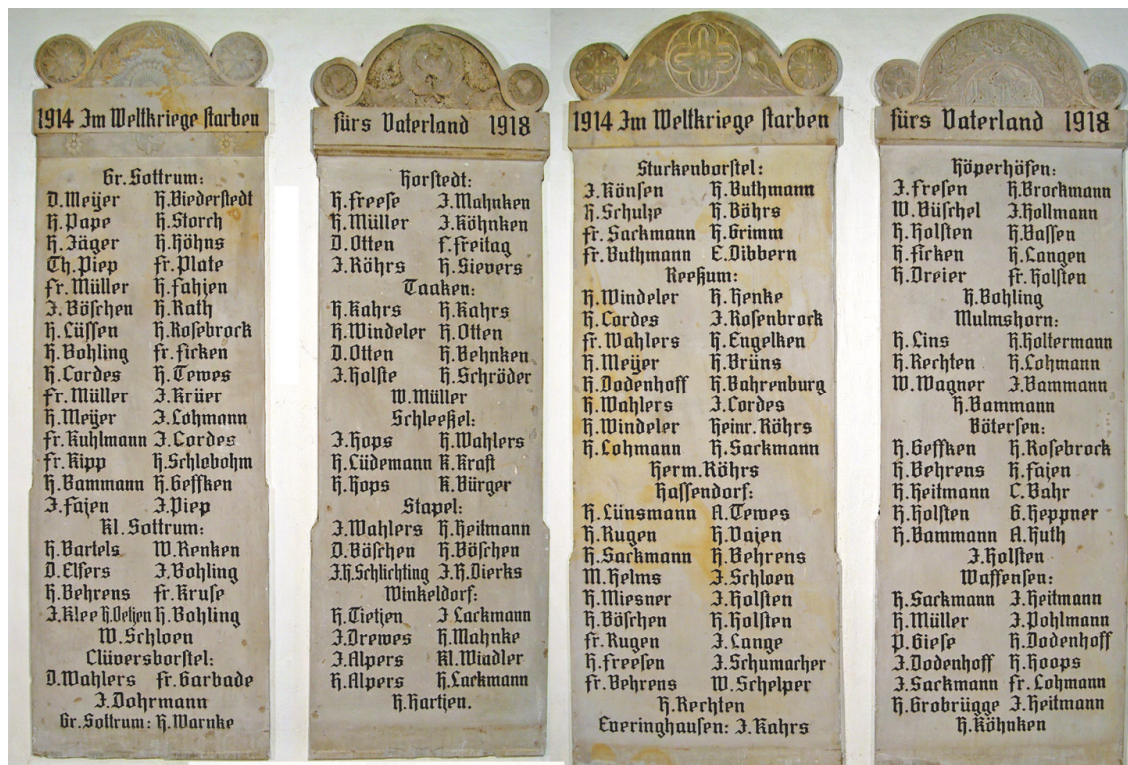 1914 Im Weltkriege starben
Gr. Sottrum:
D. Meyer H. Biederstedt
H. Pape H. Storch
H. Jäger H. Höhns
Th. Piep Fr. Plate
Fr. Müller H. Fahjen
J. Böschen H. Rath
H. Lüssen H. Rosebrock
H. Bohling Fr. Ficken
H. Cordes H. Tewes
Fr. Müller J. Krüer
H. Meyer J. Lohmann
Fr. Kuhlmann J. Cordes
Fr. Kipp H. Schlobohm
H. Bammann H. Geffken
J. Fajen J. Piep
Kl. Sottrum:
H. Bartels W. Renken
D. Elfers J. Bohling
H. Behrens Fr. Kruse
J. Klee H. Oetjen H. Bohling
W. Schloen
Clüversborstel:
D. Wahlers Fr. Garbade
J. Dohrmann
Gr. Sottrum: H. Warnke
fürs Vaterland 1918
Horstedt:
H. Freese J. Mahnken
H. Müller J. Köhnken
D. Otten F. Freitag
J. Röhrs H. Sievers
Taaken:
H. Kahrs H. Kahrs
H. Windeler H. Otten
D. Otten H. Behnken
J. Holste H. Schröder
W. Müller
Schleeßel:
J. Hops H. Wahlers
H. Lüdemann K. Kraft
H. Hops K. Bürger
Stapel:
J. Wahlers H. Heitmann
D. Böschen H. Böschen
J. H. Schlichting J. H. Dierks
Winkeldorf:
H. Tietjen J. Lackmann
J. Drewes H. Mahnke
J. Alpers Kl. Wiadler
H. Alpers H. Lackmann
H. Hartjen.
1914 Im Weltkriege starben
Sturkenborstel:
J. Könsen H. Buthmann
H. Schulze H. Böhrs
Fr. Sackmann H. Grimm
Fr. Buthmann E. Dibbern
Reeßum:
H. Windeler H. Henke
H. Cordes J. Rosenbrock
Fr. Wahlers H. Engelken
H. Meyer H. Brüns
H. Dodenhoff H. Bahrenburg
H. Wahlers J. Cordes
H. Windeler Heinr. Röhrs
H. Lohmann H. Sackmann
Herm. Röhrs
Hassendorf:
H. Lünsmann A. Tewes
H. Rugen H. Vajen
H. Sackmann H. Behrens
M. Helms J. Schloen
H. Miesner J. Holsten
H. Böschen H. Holsten
Fr. Rugen J. Lange
H. Freesen J. Schumacher
Fr. Behrens W. Schelper
H. Rechten
Everinghausen: J. Kahrs
fürs Vaterland 1918
Höperhöfen:
J. Fresen H. Brockmann
W. Büschel J. Hollmann
H. Holsten H. Bassen
H. Ficken H. Langen
H. Dreier Fr. Holsten
H. Bohling
Mulmshorn:
H. Lins H. Holtermann
H. Rechten H. Lohmann
W. Wagner J. Bammann
H. Bammann
Bötersen:
H. Geffken H. Rosebrock
H. Behrens H. Fajen
H. Heitmann C. Bahr
H. Holsten G. Heppner
H. Bammann A. Huth
J. Holsten
Waffensen:
H. Sackmann J. Heitmann
H. Müller J. Pohlmann
P. Giese H. Dodenhoff
J. Dodenhoff H. Hoops
J. Sackmann Fr. Lohmann
H. Grobrügge J. Heitmann
H. Köhnken